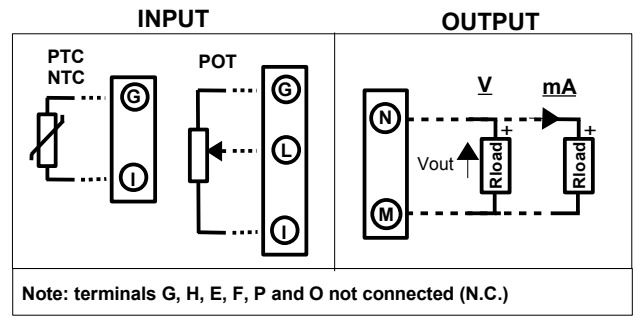 INPUT
OUTPUT
PTC
NTC
G
I
POT
G
L
I
V
mA
N
M
Vout
+
Rload
+
Rload
Note: terminals G, H, E, F, P and O not connected (N.C.)